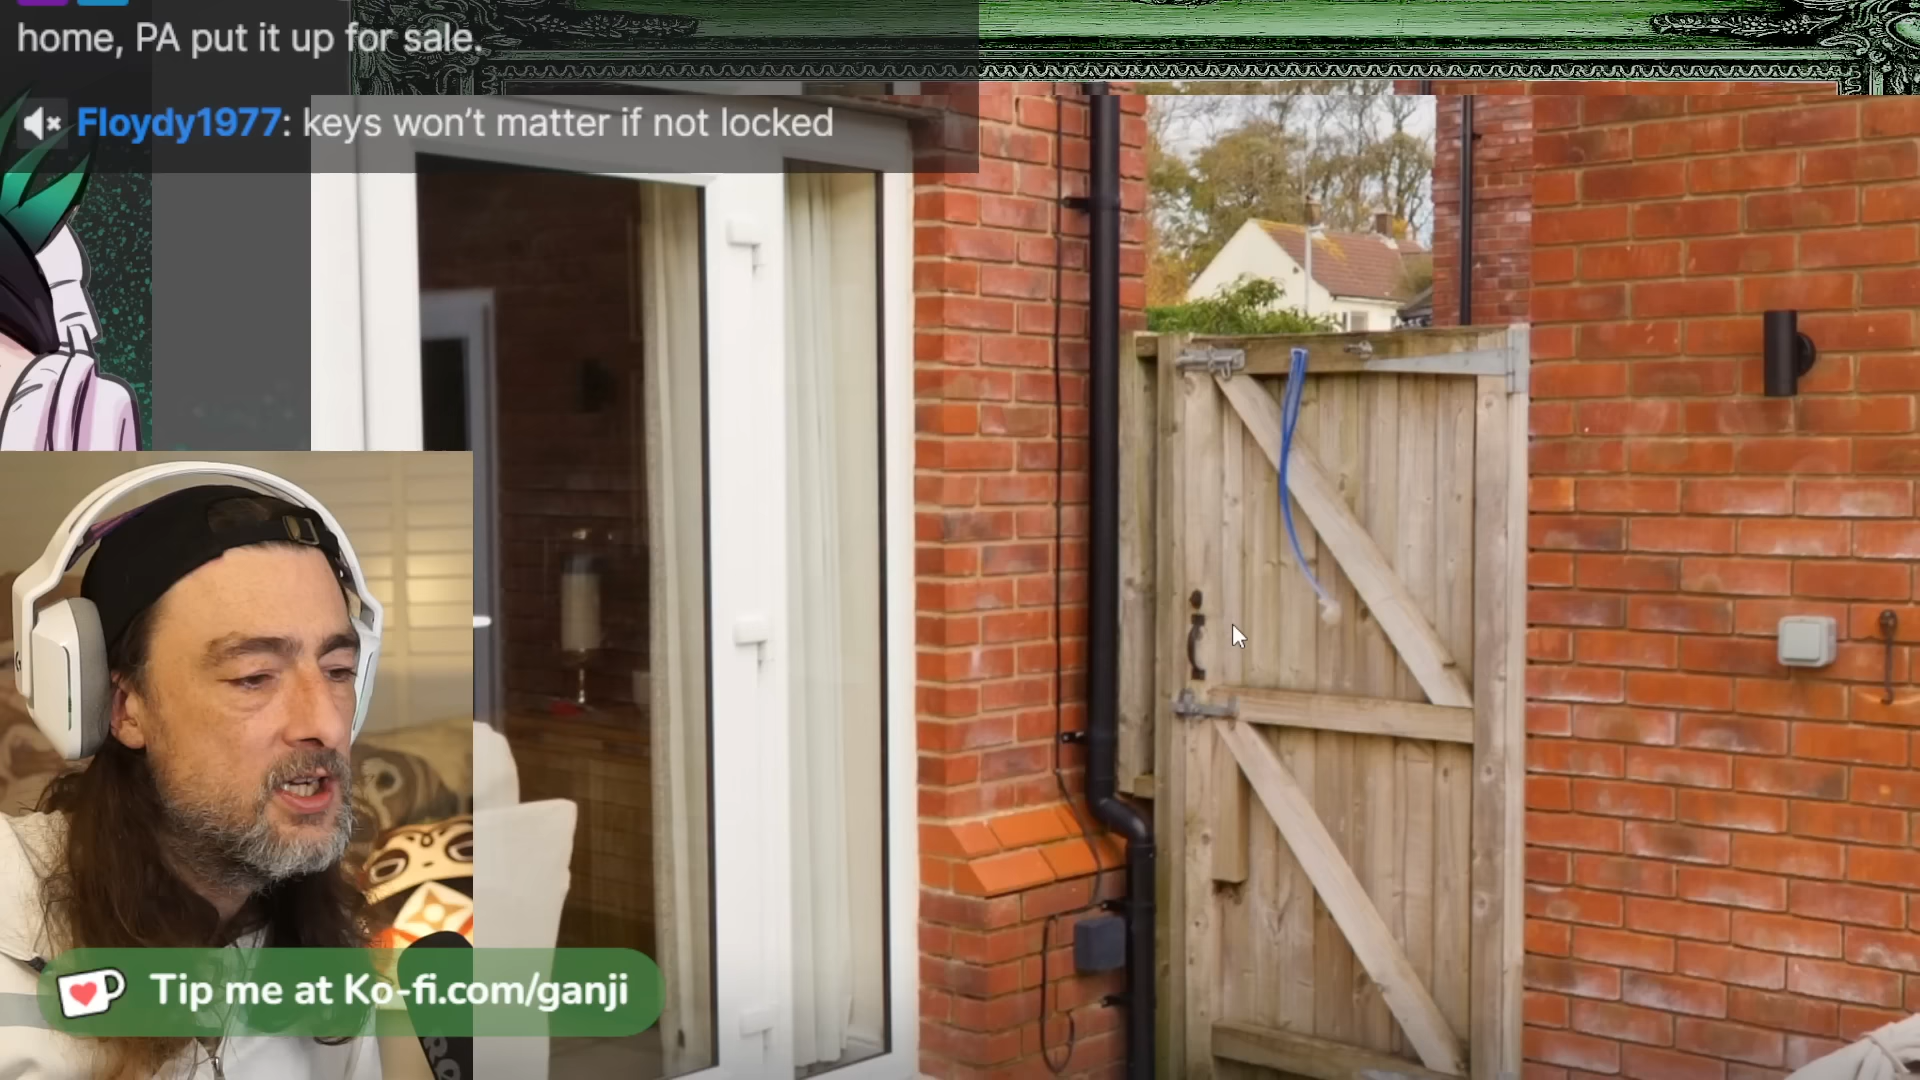 home, PA put it up for sale.
Floydy1977: keys won't matter if not locked
Tip me at Ko-fi.com/ganji